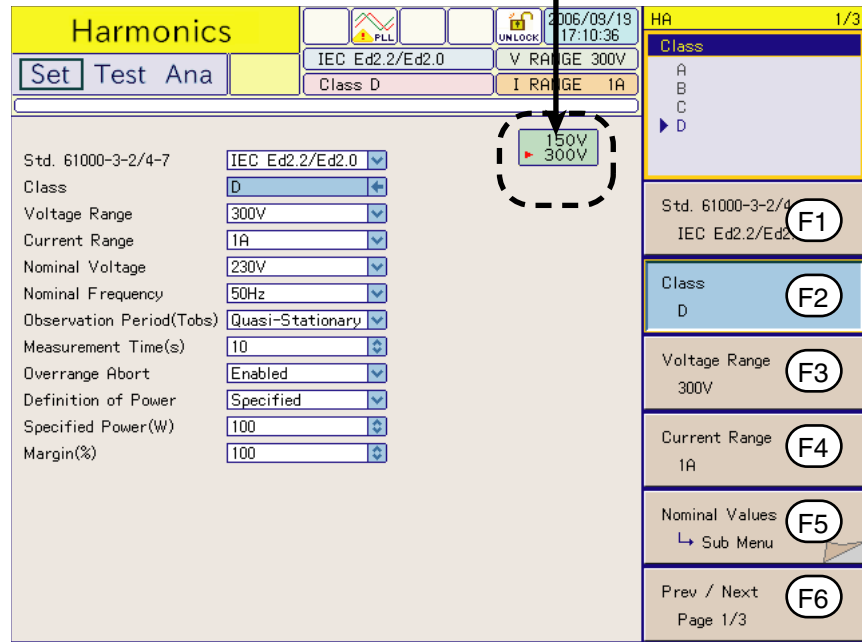 Harmonics
PLL
UNLOCK
2006/09/19
17:10:36
HA 1/3
Set Test Ana
IEC Ed2.2/Ed2.0
V RANGE 300V
Class D
I RANGE 1A
Class
A
B
C
D
150V
300V
Std. 61000-3-2/4-7 IEC Ed2.2/Ed2.0
Class D
Voltage Range 300V
Current Range 1A
Nominal Voltage 230V
Nominal Frequency 50Hz
Observation Period(Tobs) Quasi-Stationary
Measurement Time(s) 10
Overrange Abort Enabled
Definition of Power Specified
Specified Power(W) 100
Margin(%) 100
Std. 61000-3-2/4
IEC Ed2.2/Ed2.
F1
Class
D
F2
Voltage Range
300V
F3
Current Range
1A
F4
Nominal Values
Sub Menu
F5
Prev / Next
Page 1/3
F6